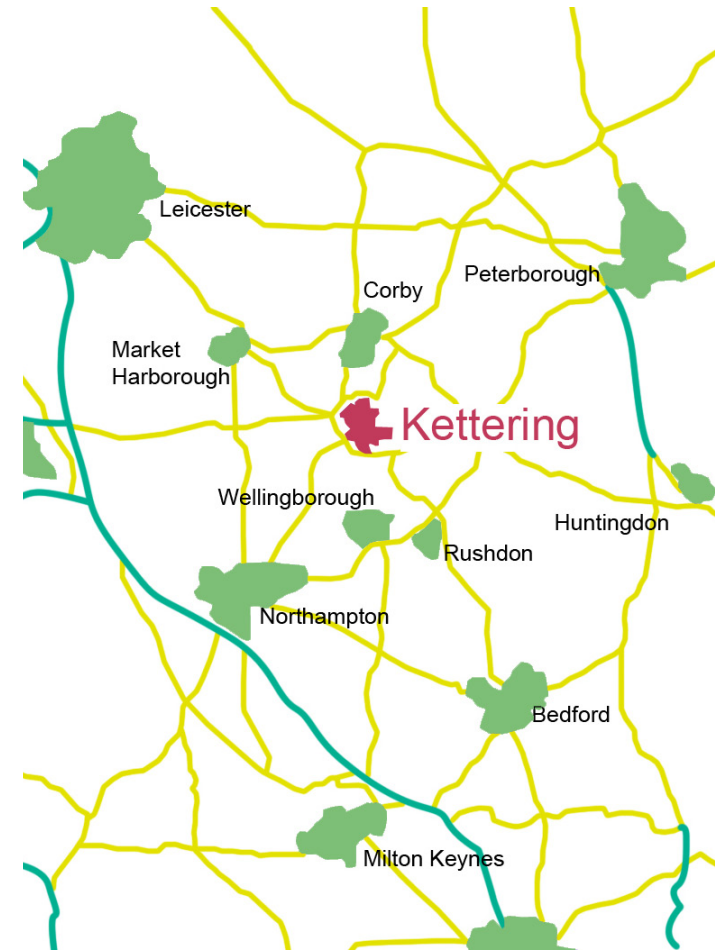 Leicester
Peterborough
Corby
Market
Harborough
Kettering
Wellingborough
Huntingdon
Rushdon
Northampton
Bedford
Milton Keynes